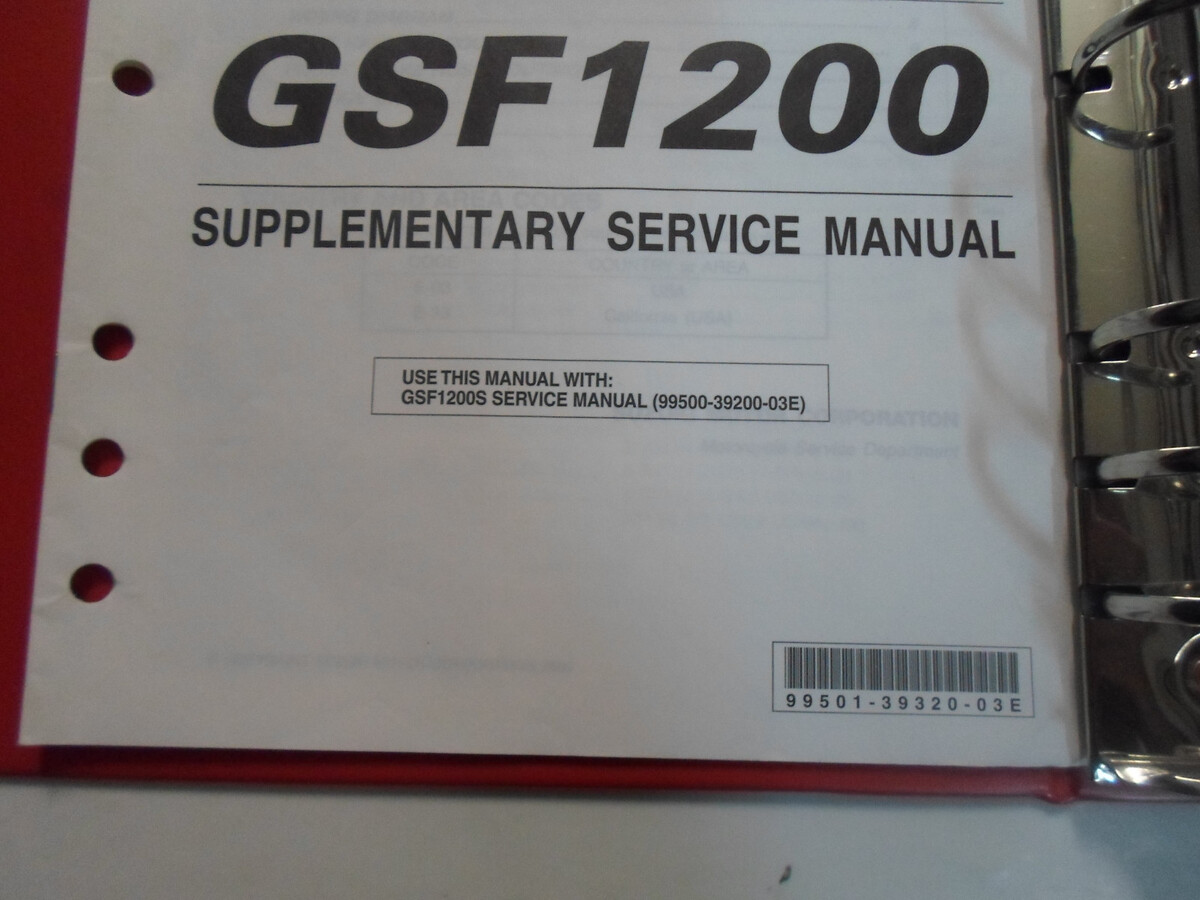 GSF1200
SUPPLEMENTARY SERVICE MANUAL
USE THIS MANUAL WITH:
GSF1200S SERVICE MANUAL (99500-39200-03E)
99501-39320-03E